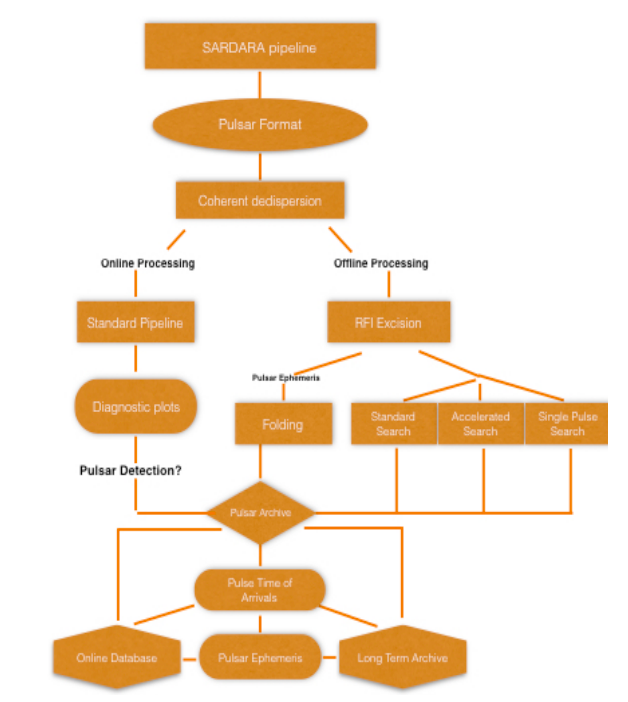 SARDARA pipeline
Pulsar Format
Coherent dedispersion
Online Processing
Offline Processing
Standard Pipeline
RFI Excision
Pulsar Ephemeris
Diagnostic plots
Folding
Standard
Search
Accelerated
Search
Single Pulse
Search
Pulsar Detection?
Pulsar Archive
Pulse Time of
Arrivals
Online Database
Pulsar Ephemeris
Long Term Archive